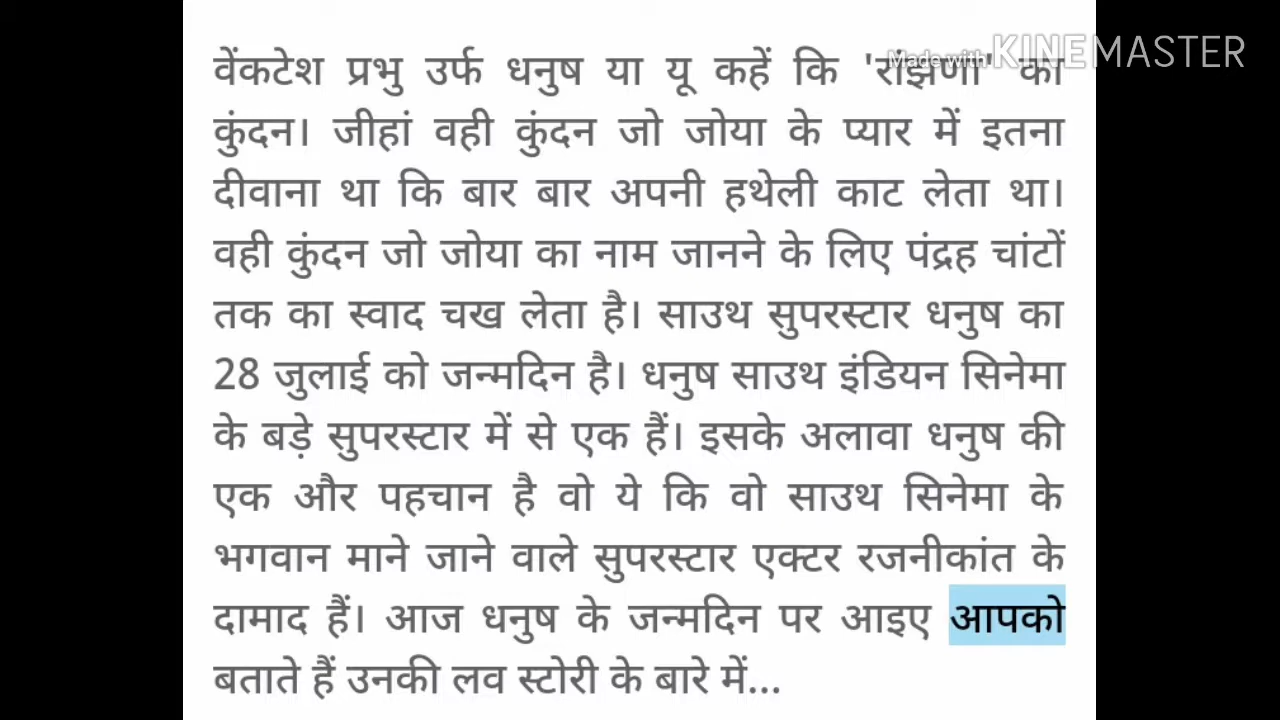 वेंकटेश प्रभु उर्फ धनुष या यू कहें कि 'रांझणा' का
कुंदन। जीहां वही कुंदन जो जोया के प्यार में इतना
दीवाना था कि बार बार अपनी हथेली काट लेता था।
वही कुंदन जो जोया का नाम जानने के लिए पंद्रह चांटों
तक का स्वाद चख लेता है। साउथ सुपरस्टार धनुष का
28 जुलाई को जन्मदिन है। धनुष साउथ इंडियन सिनेमा
के बड़े सुपरस्टार में से एक हैं। इसके अलावा धनुष की
एक और पहचान है वो ये कि वो साउथ सिनेमा के
भगवान माने जाने वाले सुपरस्टार एक्टर रजनीकांत के
दामाद हैं। आज धनुष के जन्मदिन पर आइए आपको
बताते हैं उनकी लव स्टोरी के बारे में...
Made with KINEMASTER